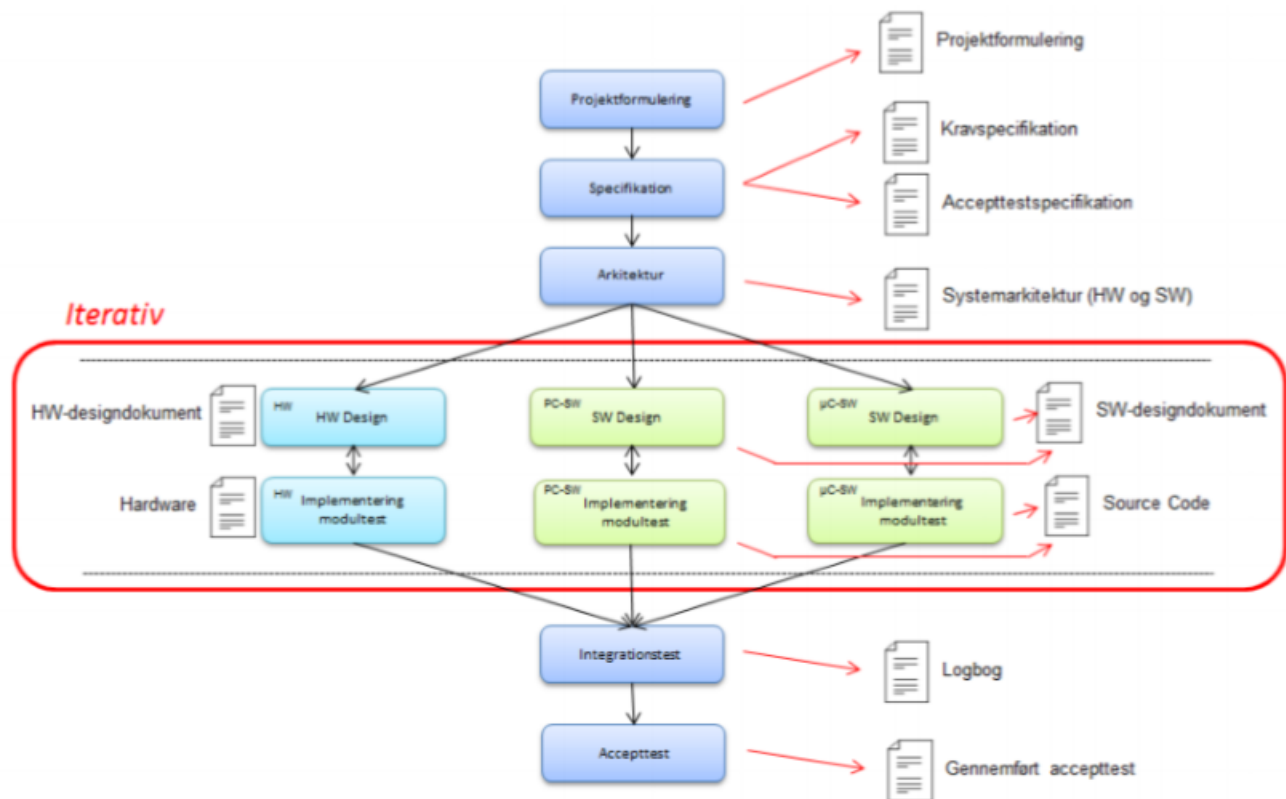 Projektformulering
Projektformulering
Kravspecifikation
Specifikation
Accepttestspecifikation
Arkitektur
Systemarkitektur (HW og SW)
Iterativ
HW-designdokument
HW
HW Design
PC-SW
SW Design
µC-SW
SW Design
SW-designdokument
Hardware
HW
Implementering
modultest
PC-SW
Implementering
modultest
µC-SW
Implementering
modultest
Source Code
Integrationstest
Logbog
Accepttest
Gennemført accepttest